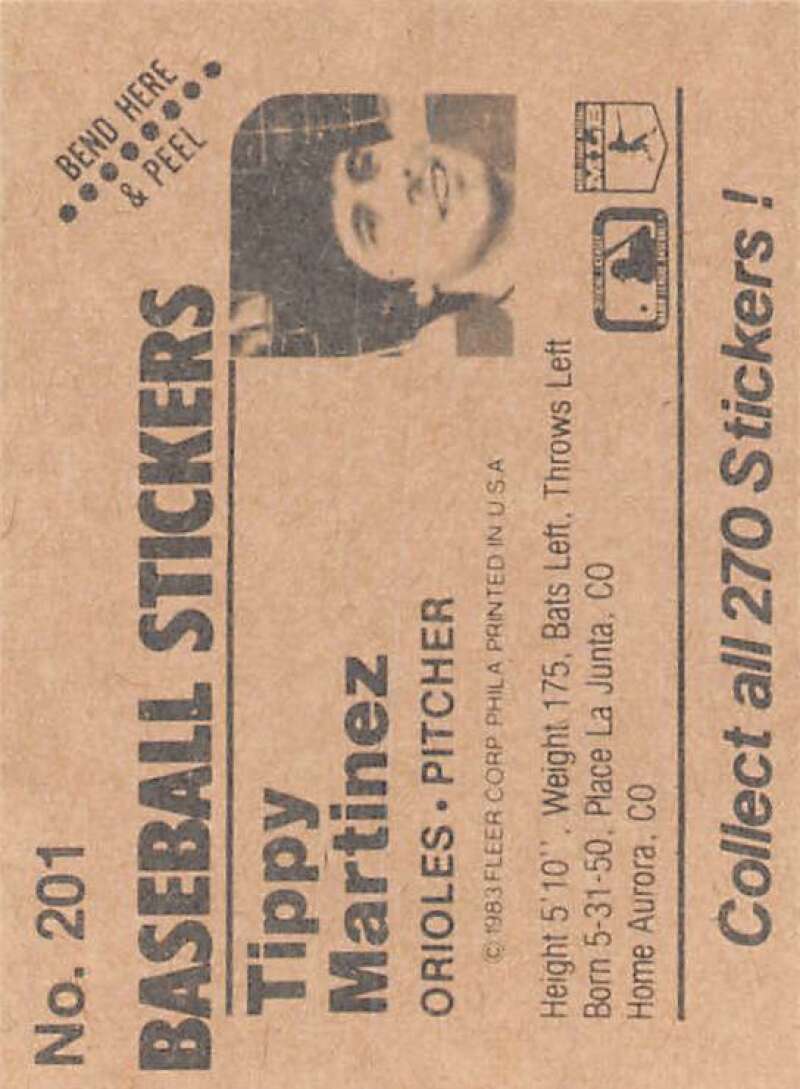 No. 201
BEND HERE
& PEEL
BASEBALL STICKERS
Tippy
Martinez
ORIOLES • PITCHER
© 1983 FLEER CORP. PHILA. PRINTED IN U.S.A.
Height 5'10'', Weight 175, Bats Left, Throws Left
Born 5-31-50, Place La Junta, CO
Home Aurora, CO
MLB
Collect all 270 Stickers!